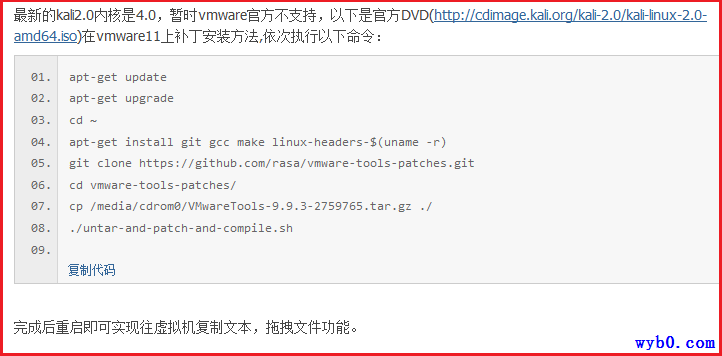 最新的kali2.0内核是4.0，暂时vmware官方不支持，以下是官方DVD(http://cdimage.kali.org/kali-2.0/kali-linux-2.0-
amd64.iso)在vmware11上补丁安装方法,依次执行以下命令：
01. apt-get update
02. apt-get upgrade
03. cd ~
04. apt-get install git gcc make linux-headers-$(uname -r)
05. git clone https://github.com/rasa/vmware-tools-patches.git
06. cd vmware-tools-patches/
07. cp /media/cdrom0/VMwareTools-9.9.3-2759765.tar.gz ./
08. ./untar-and-patch-and-compile.sh
09.
复制代码
完成后重启即可实现往虚拟机复制文本，拖拽文件功能。
wyb0.com